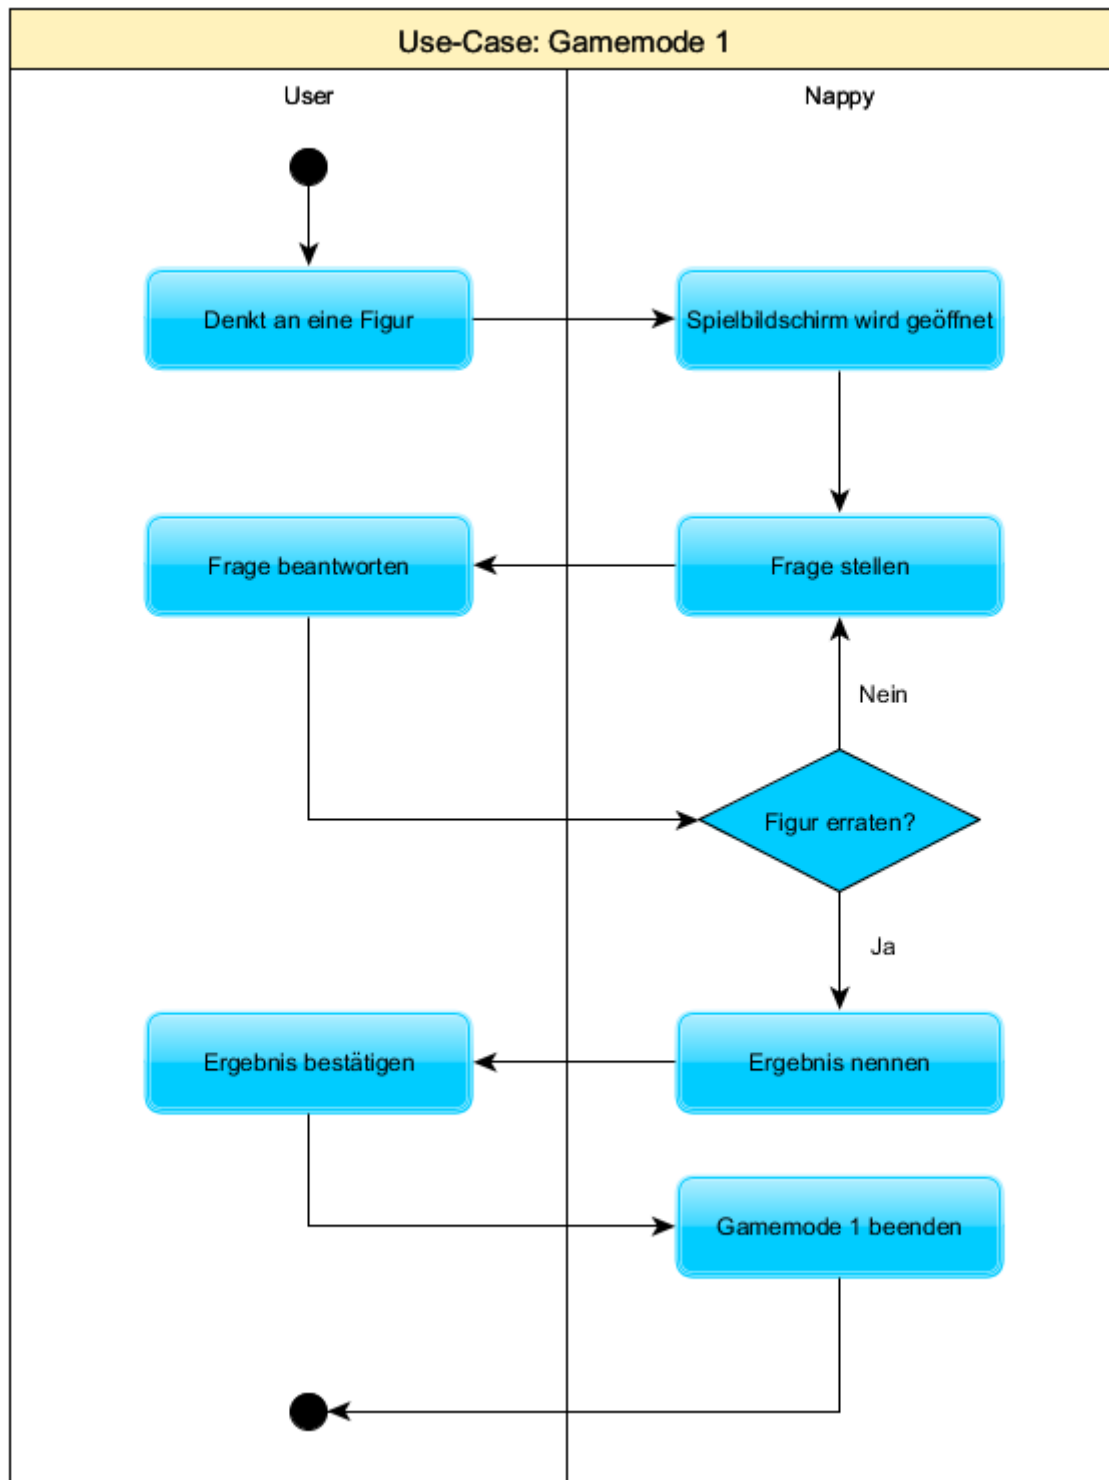 Use-Case: Gamemode 1
User
Nappy
Denkt an eine Figur
Spielbildschirm wird geöffnet
Frage beantworten
Frage stellen
Nein
Figur erraten?
Ja
Ergebnis bestätigen
Ergebnis nennen
Gamemode 1 beenden